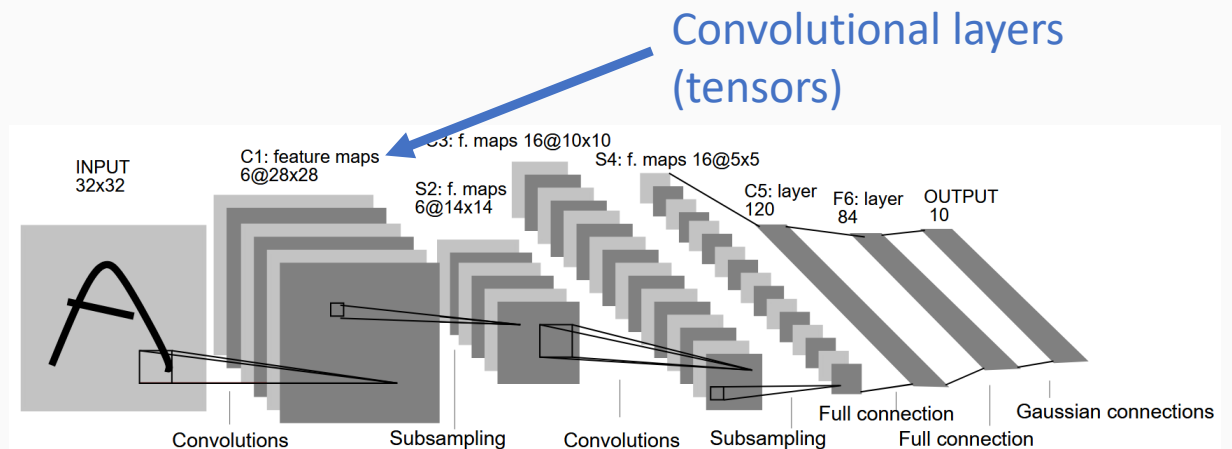 Convolutional layers
(tensors)
INPUT
32x32
C1: feature maps
6@28x28
S2: f. maps
6@14x14
C3: f. maps 16@10x10
S4: f. maps 16@5x5
C5: layer
120
F6: layer
84
OUTPUT
10
Convolutions
Subsampling
Convolutions
Subsampling
Full connection
Full connection
Gaussian connections